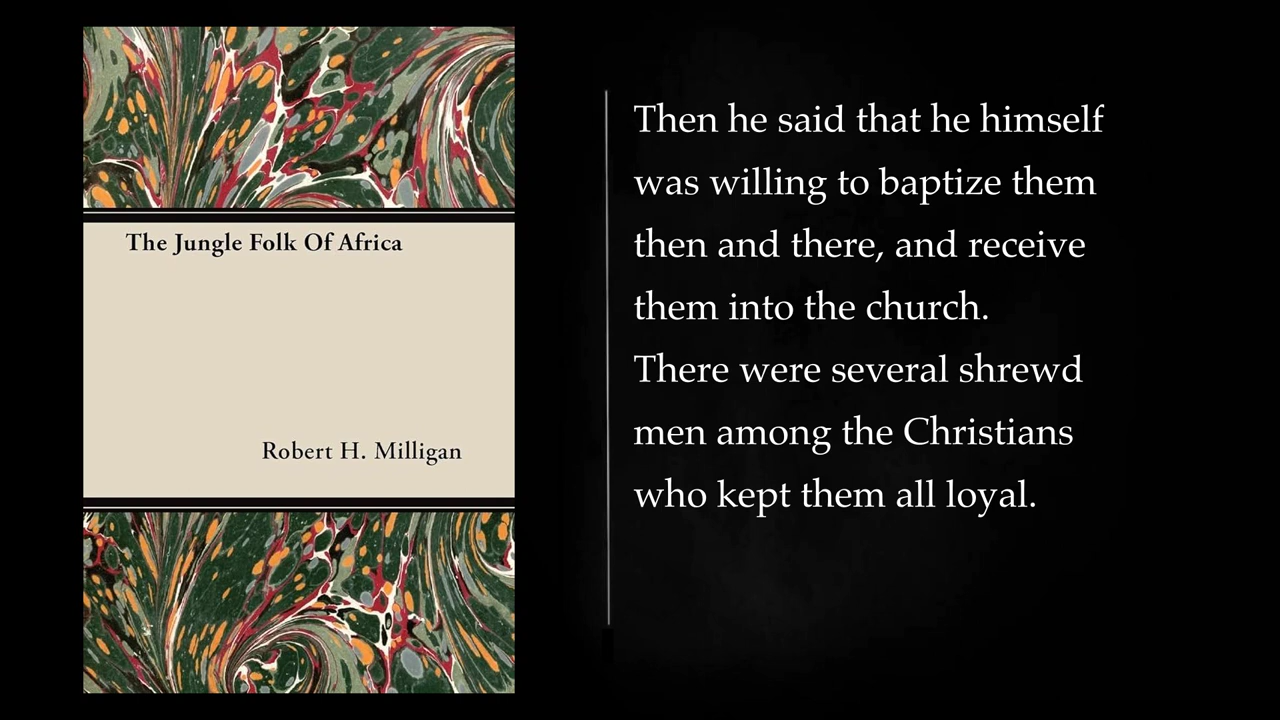 The Jungle Folk Of Africa
Robert H. Milligan
Then he said that he himself
was willing to baptize them
then and there, and receive
them into the church.
There were several shrewd
men among the Christians
who kept them all loyal.